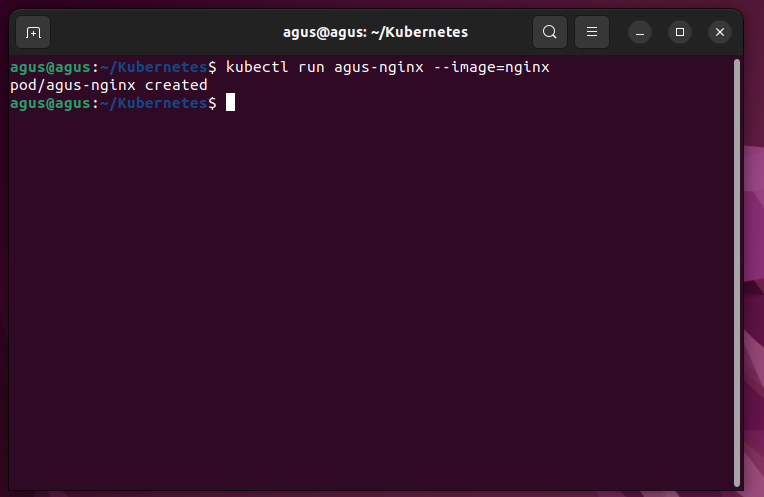 agus@agus: ~/Kubernetes
agus@agus:~/Kubernetes$ kubectl run agus-nginx --image=nginx
pod/agus-nginx created
agus@agus:~/Kubernetes$